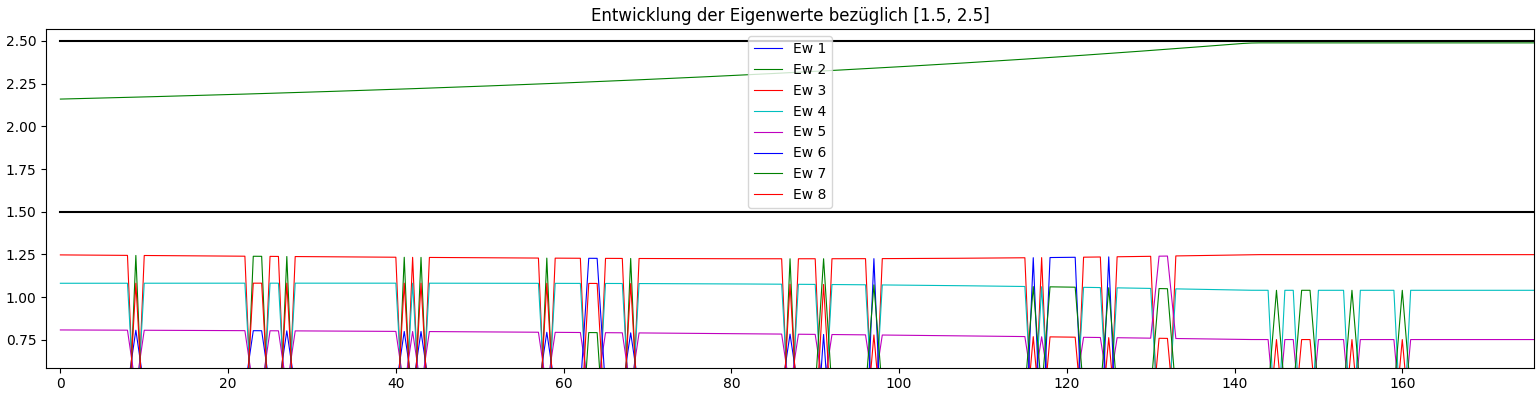 Entwicklung der Eigenwerte bezüglich [1.5, 2.5]
2.50
2.25
2.00
1.75
1.50
1.25
1.00
0.75
Ew 1
Ew 2
Ew 3
Ew 4
Ew 5
Ew 6
Ew 7
Ew 8
0 20 40 60 80 100 120 140 160